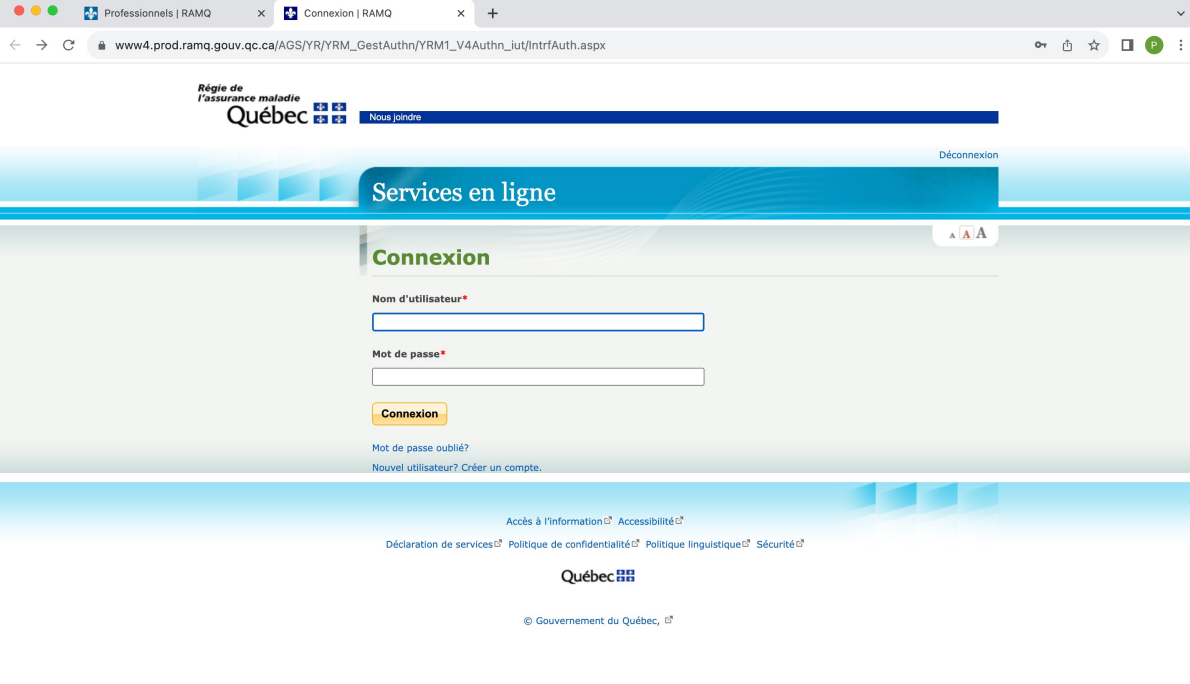 Professionnels | RAMQ
Connexion | RAMQ
www4.prod.ramq.gouv.qc.ca/AGS/YR/YRM_GestAuthn/YRM1_V4Authn_iut/IntrfAuth.aspx
P
Régie de
l'assurance maladie
Québec
Nous joindre
Déconnexion
Services en ligne
A A A
Connexion
Nom d'utilisateur*
Mot de passe*
Connexion
Mot de passe oublié?
Nouvel utilisateur? Créer un compte.
Accès à l'information Accessibilité
Déclaration de services Politique de confidentialité Politique linguistique Sécurité
Québec
© Gouvernement du Québec,